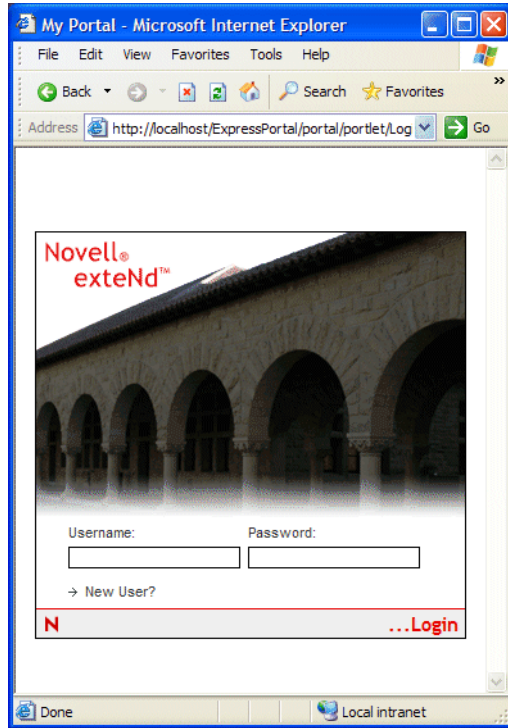 My Portal - Microsoft Internet Explorer
File Edit View Favorites Tools Help
Back Search Favorites »
Address http://localhost/ExpressPortal/portal/portlet/Log Go
Novell®
exteNd™
Username: Password:
→ New User?
N ...Login
Done Local intranet